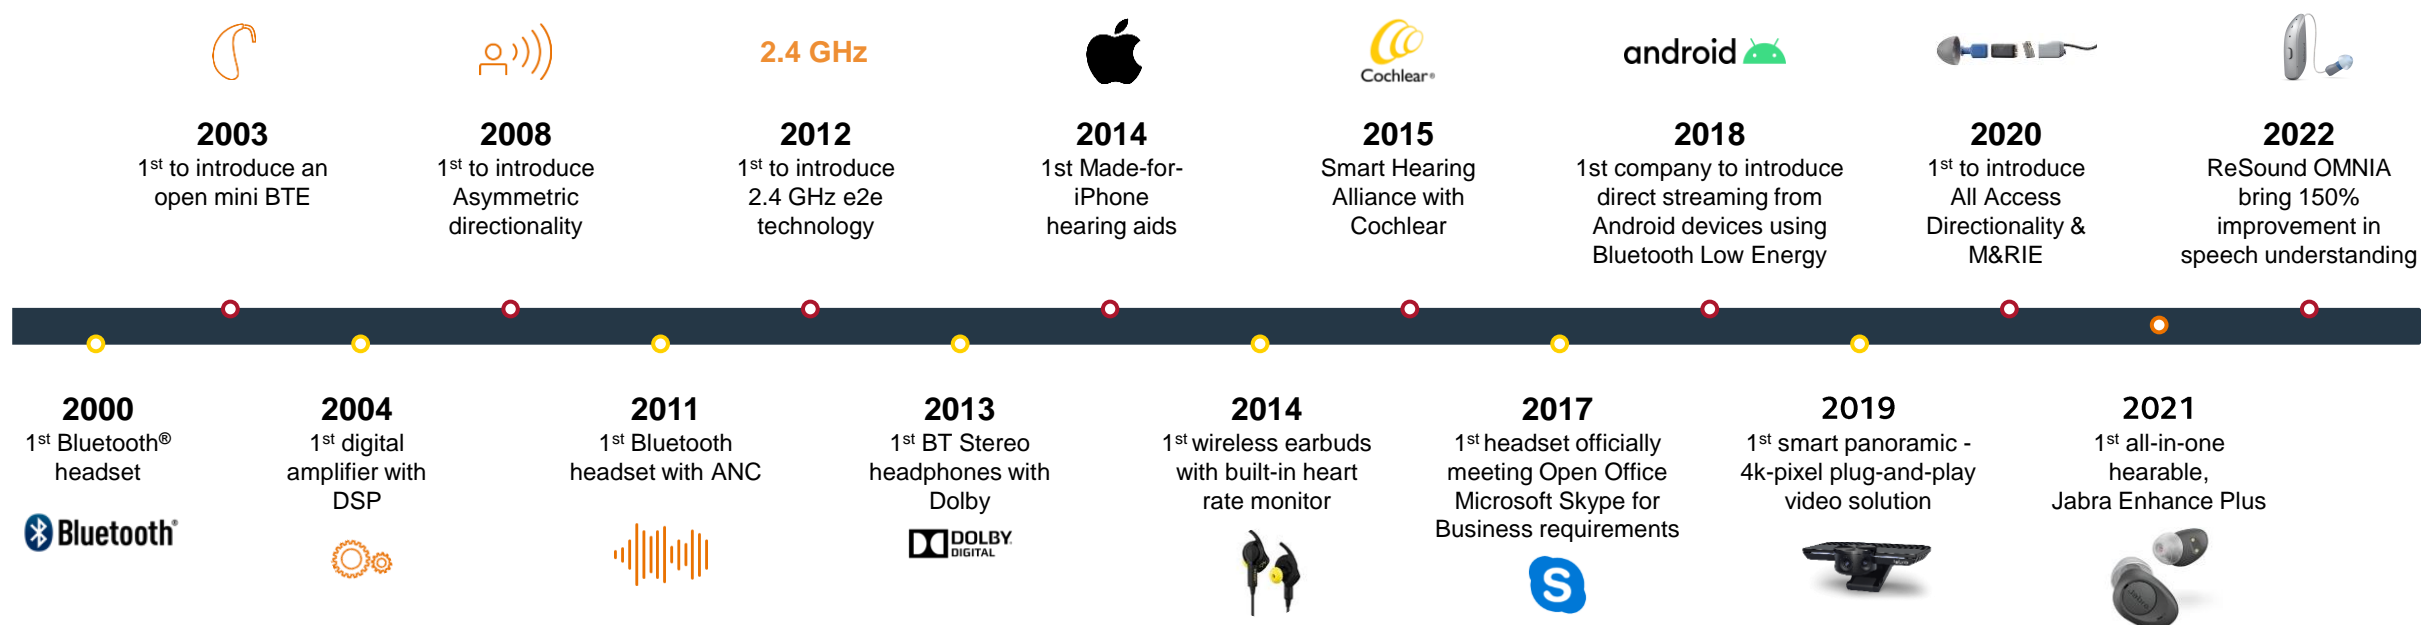 2.4 GHz
Cochlear®
android
2003
1st to introduce an
open mini BTE
2008
1st to introduce
Asymmetric
directionality
2012
1st to introduce
2.4 GHz e2e
technology
2014
1st Made-for-
iPhone
hearing aids
2015
Smart Hearing
Alliance with
Cochlear
2018
1st company to introduce
direct streaming from
Android devices using
Bluetooth Low Energy
2020
1st to introduce
All Access
Directionality &
M&RIE
2022
ReSound OMNIA
bring 150%
improvement in
speech understanding
2000
1st Bluetooth®
headset
Bluetooth®
2004
1st digital
amplifier with
DSP
2011
1st Bluetooth
headset with ANC
2013
1st BT Stereo
headphones with
Dolby
DOLBY
DIGITAL
2014
1st wireless earbuds
with built-in heart
rate monitor
2017
1st headset officially
meeting Open Office
Microsoft Skype for
Business requirements
S
2019
1st smart panoramic -
4k-pixel plug-and-play
video solution
2021
1st all-in-one
hearable,
Jabra Enhance Plus
Jabra